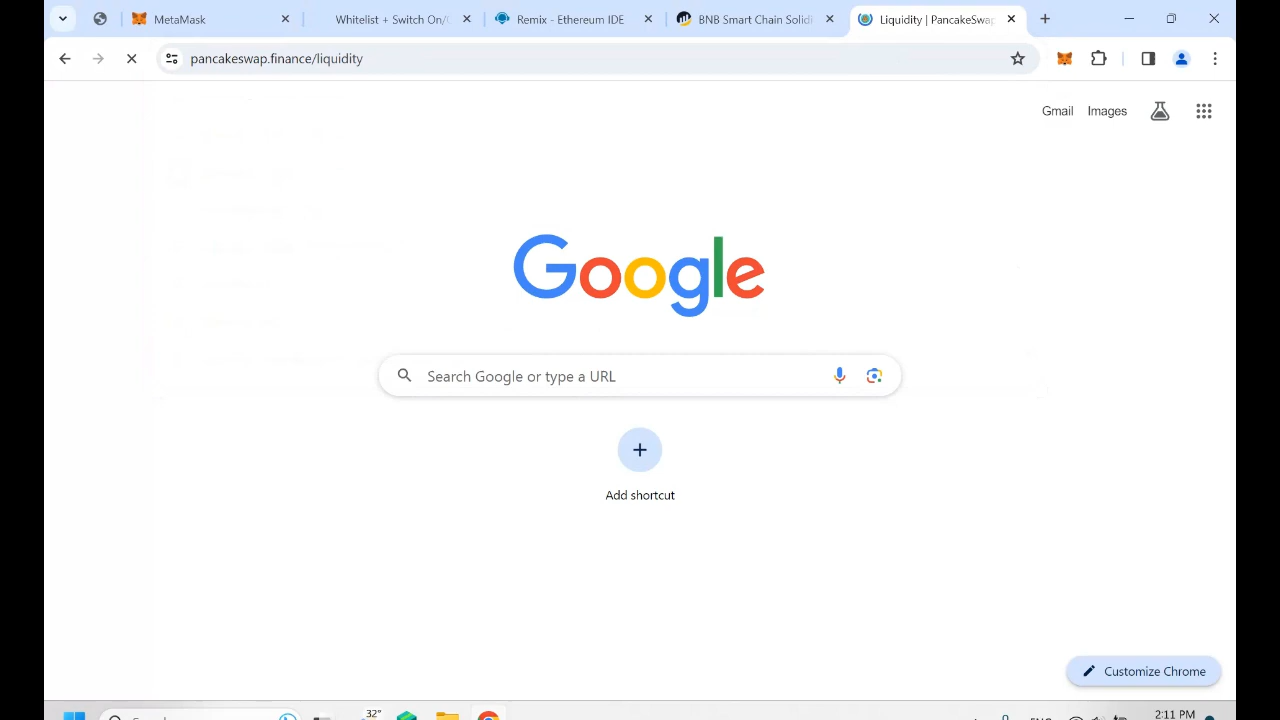 MetaMask
Whitelist + Switch On/
Remix - Ethereum IDE
BNB Smart Chain Solidi
Liquidity | PancakeSwap
pancakeswap.finance/liquidity
Gmail
Images
Google
Search Google or type a URL
Add shortcut
Customize Chrome
32°
2:11 PM